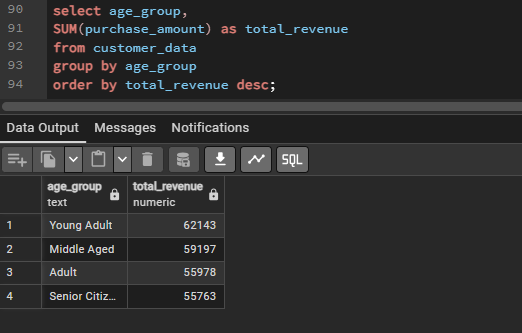 90 select age_group,
91 SUM(purchase_amount) as total_revenue
92 from customer_data
93 group by age_group
94 order by total_revenue desc;
Data Output Messages Notifications
SQL
age_group total_revenue
text numeric
1 Young Adult 62143
2 Middle Aged 59197
3 Adult 55978
4 Senior Citiz... 55763